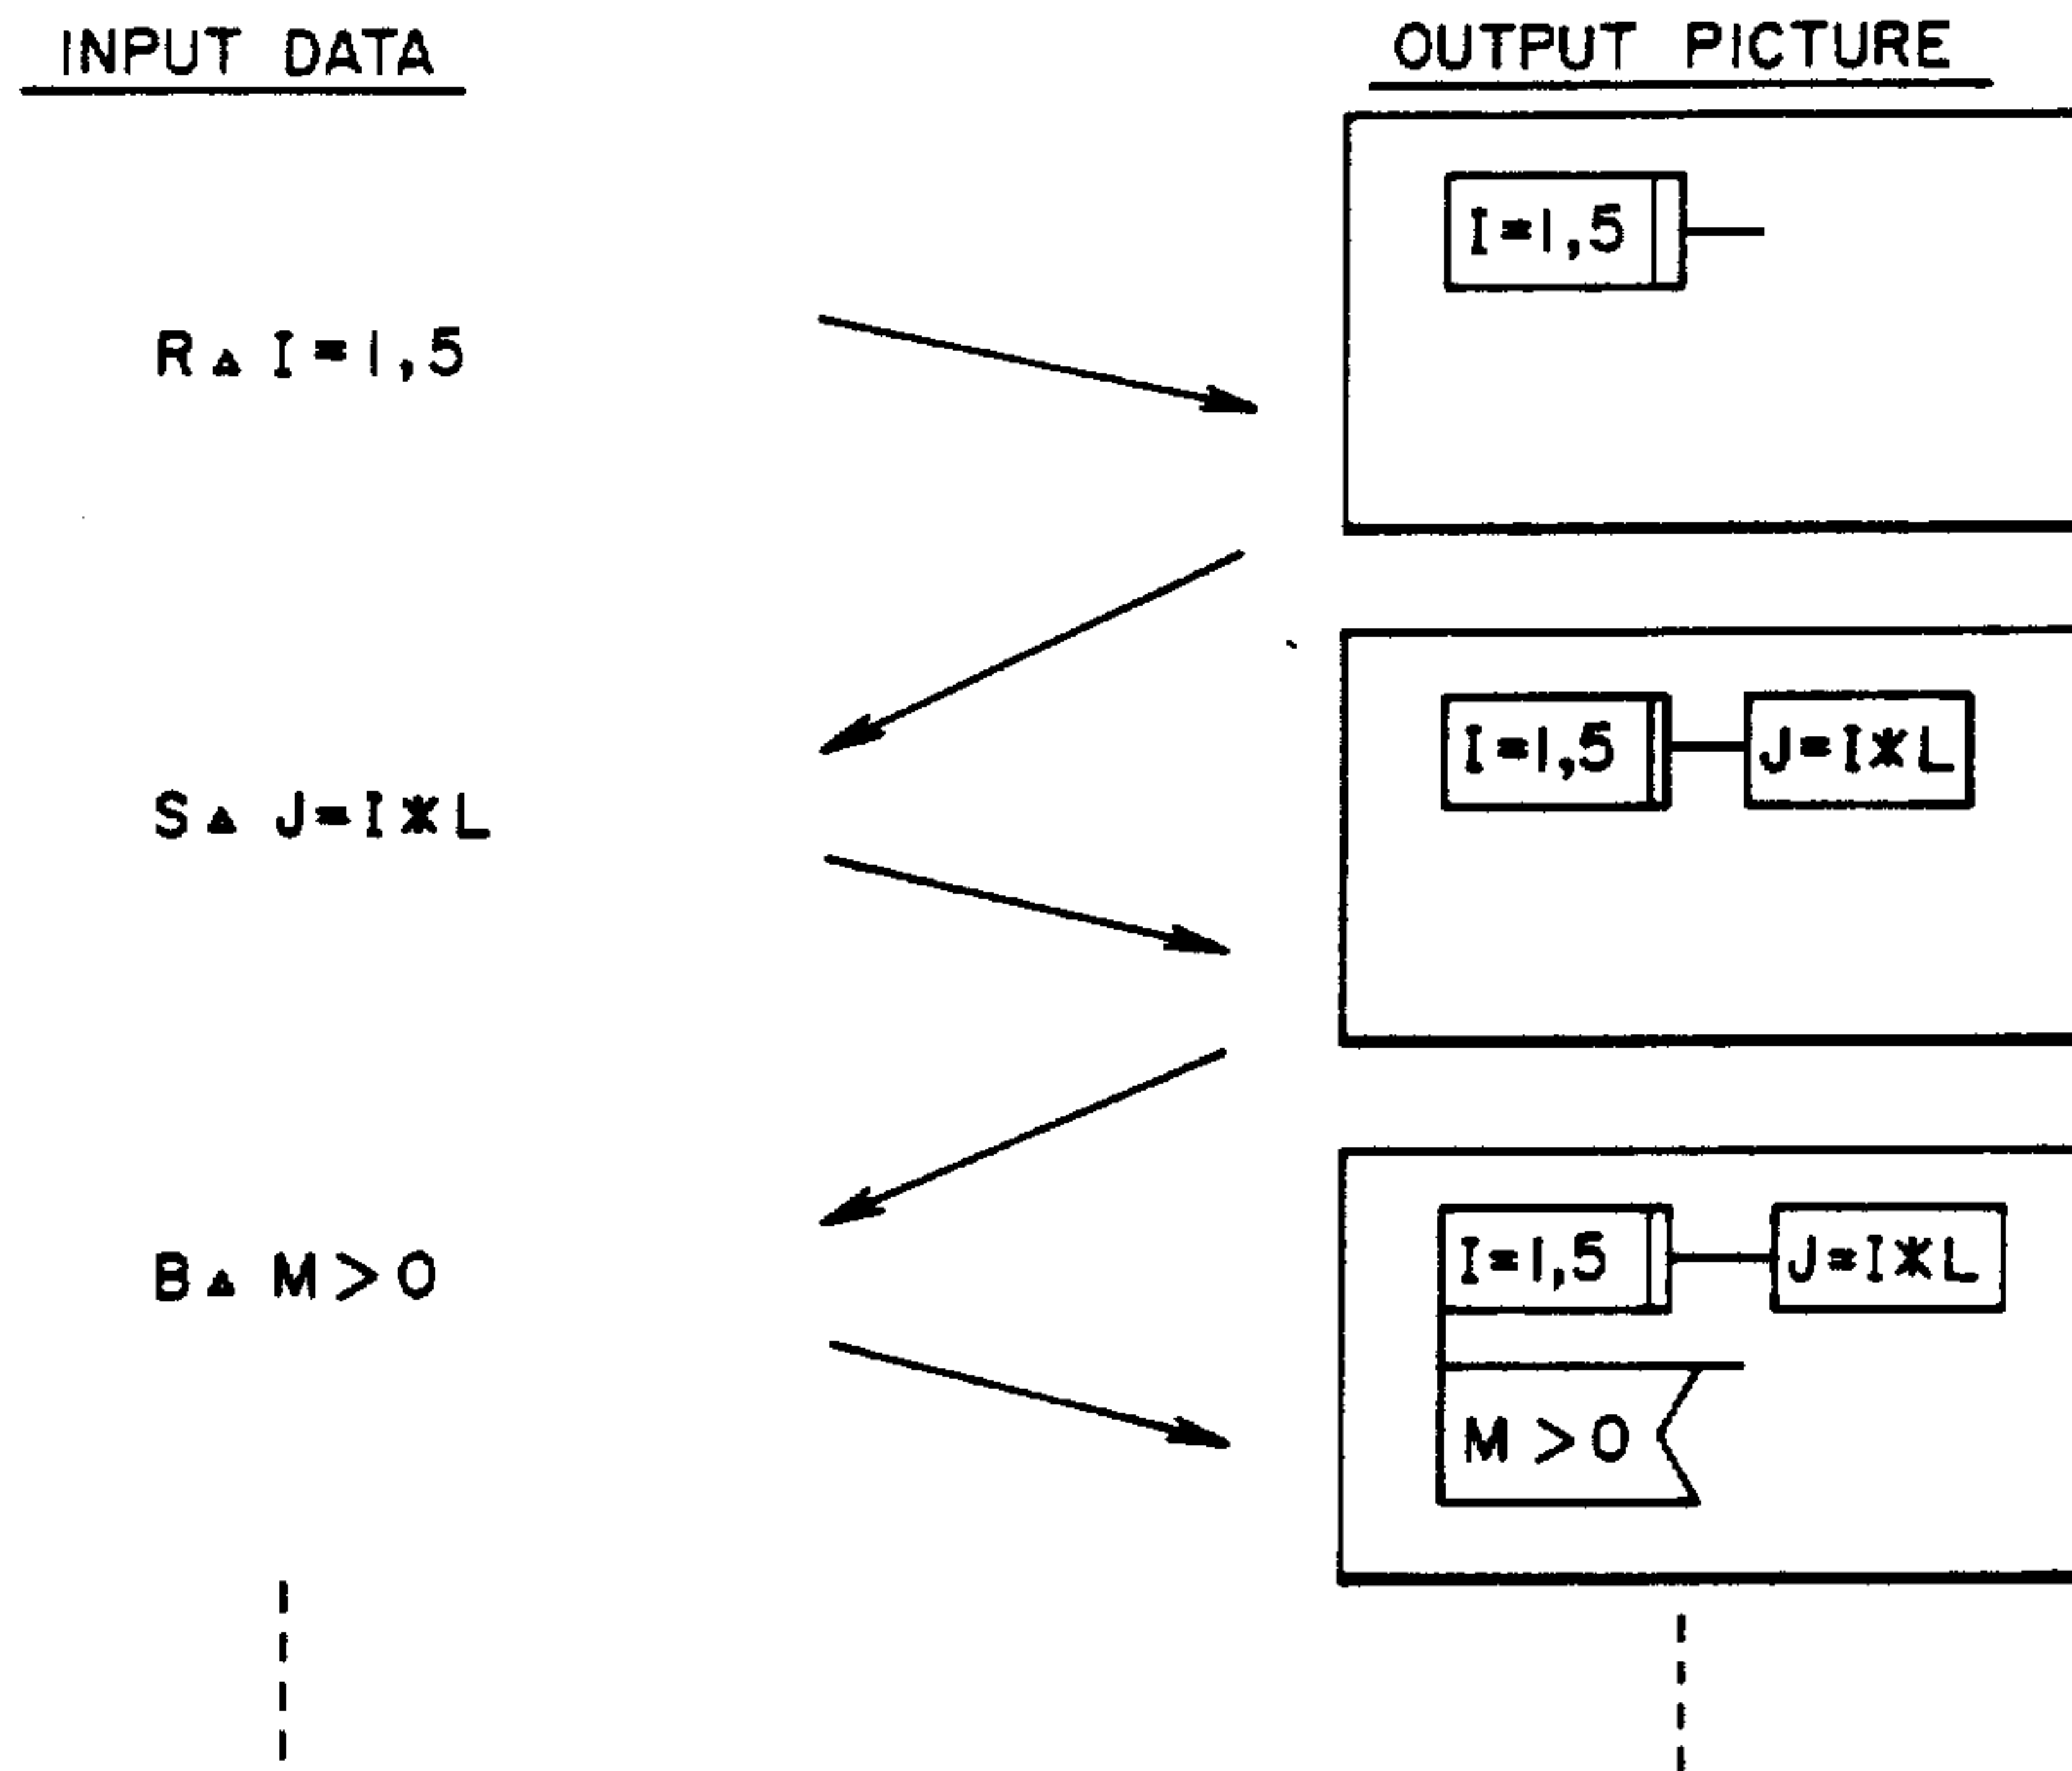 INPUT DATA
OUTPUT PICTURE
I=1,5
R▵ I=1,5
I=1,5 J=I*L
S▵ J=I*L
I=1,5 J=I*L
B▵ M>0
M>0